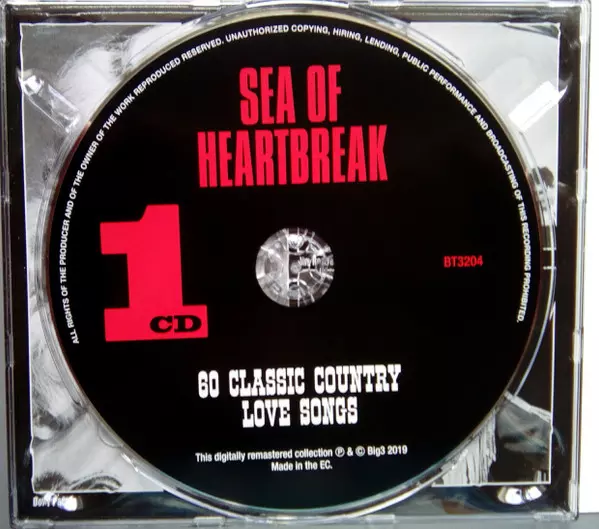 ALL RIGHTS OF THE PRODUCER AND OF THE OWNER OF THE WORK REPRODUCED RESERVED. UNAUTHORIZED COPYING, HIRING, LENDING, PUBLIC PERFORMANCE AND BROADCASTING OF THIS RECORDING PROHIBITED.
SEA OF
HEARTBREAK
1
CD
BT3204
60 CLASSIC COUNTRY
LOVE SONGS
This digitally remastered collection ℗ & © Big3 2019
Made in the EC.